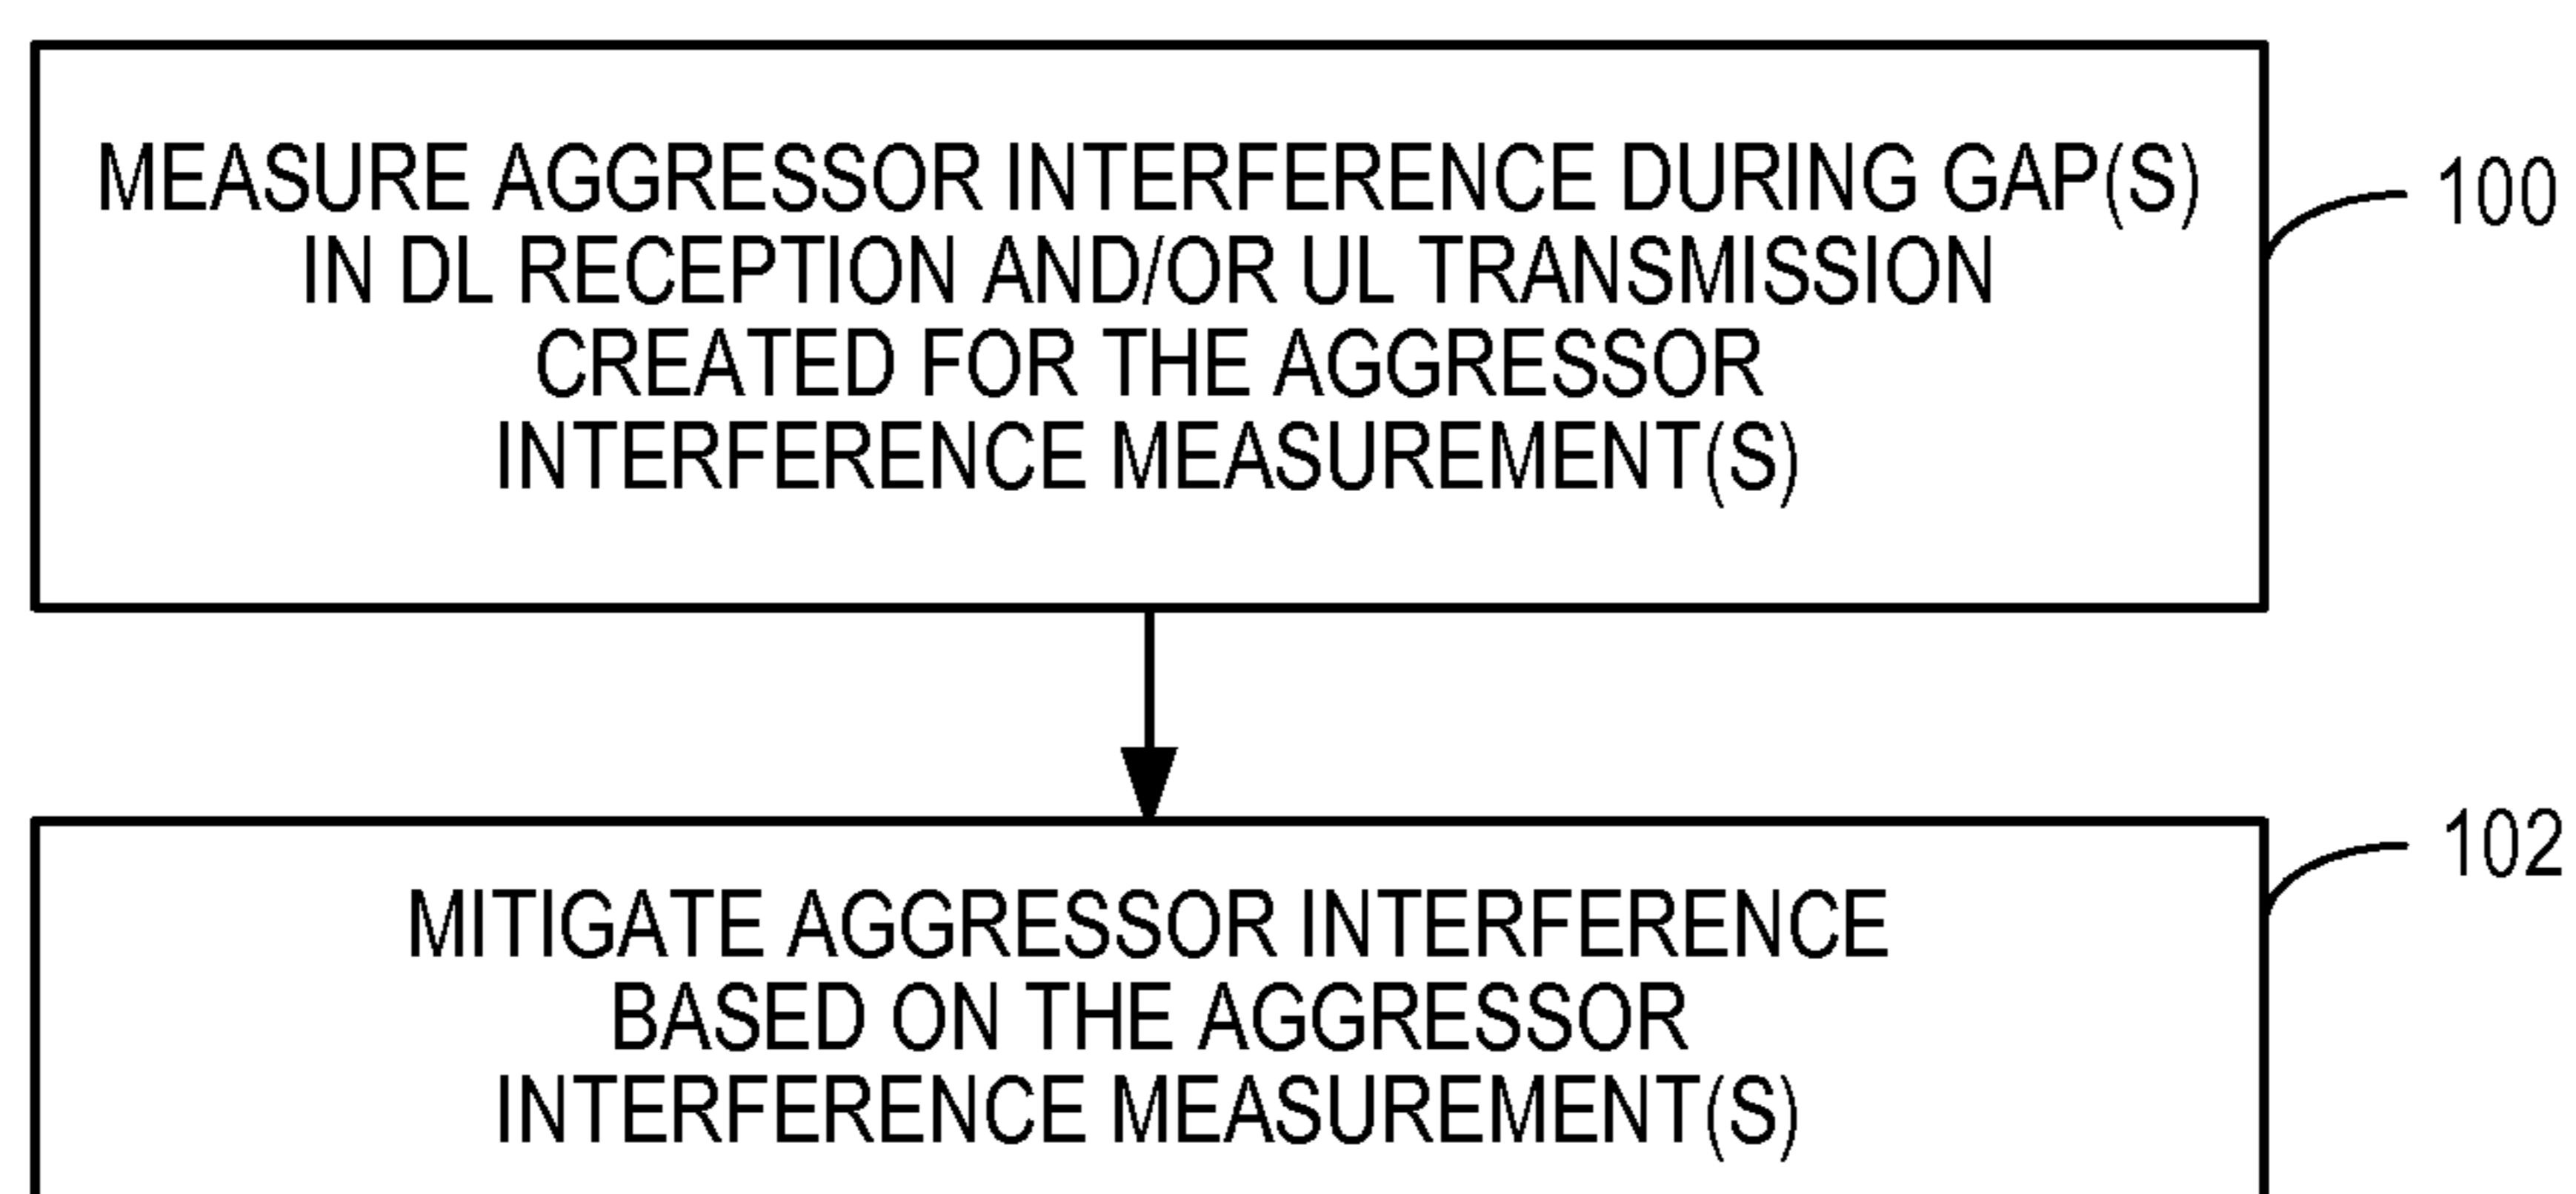 MEASURE AGGRESSOR INTERFERENCE DURING GAP(S)
IN DL RECEPTION AND/OR UL TRANSMISSION
CREATED FOR THE AGGRESSOR
INTERFERENCE MEASUREMENT(S)
100
MITIGATE AGGRESSOR INTERFERENCE
BASED ON THE AGGRESSOR
INTERFERENCE MEASUREMENT(S)
102